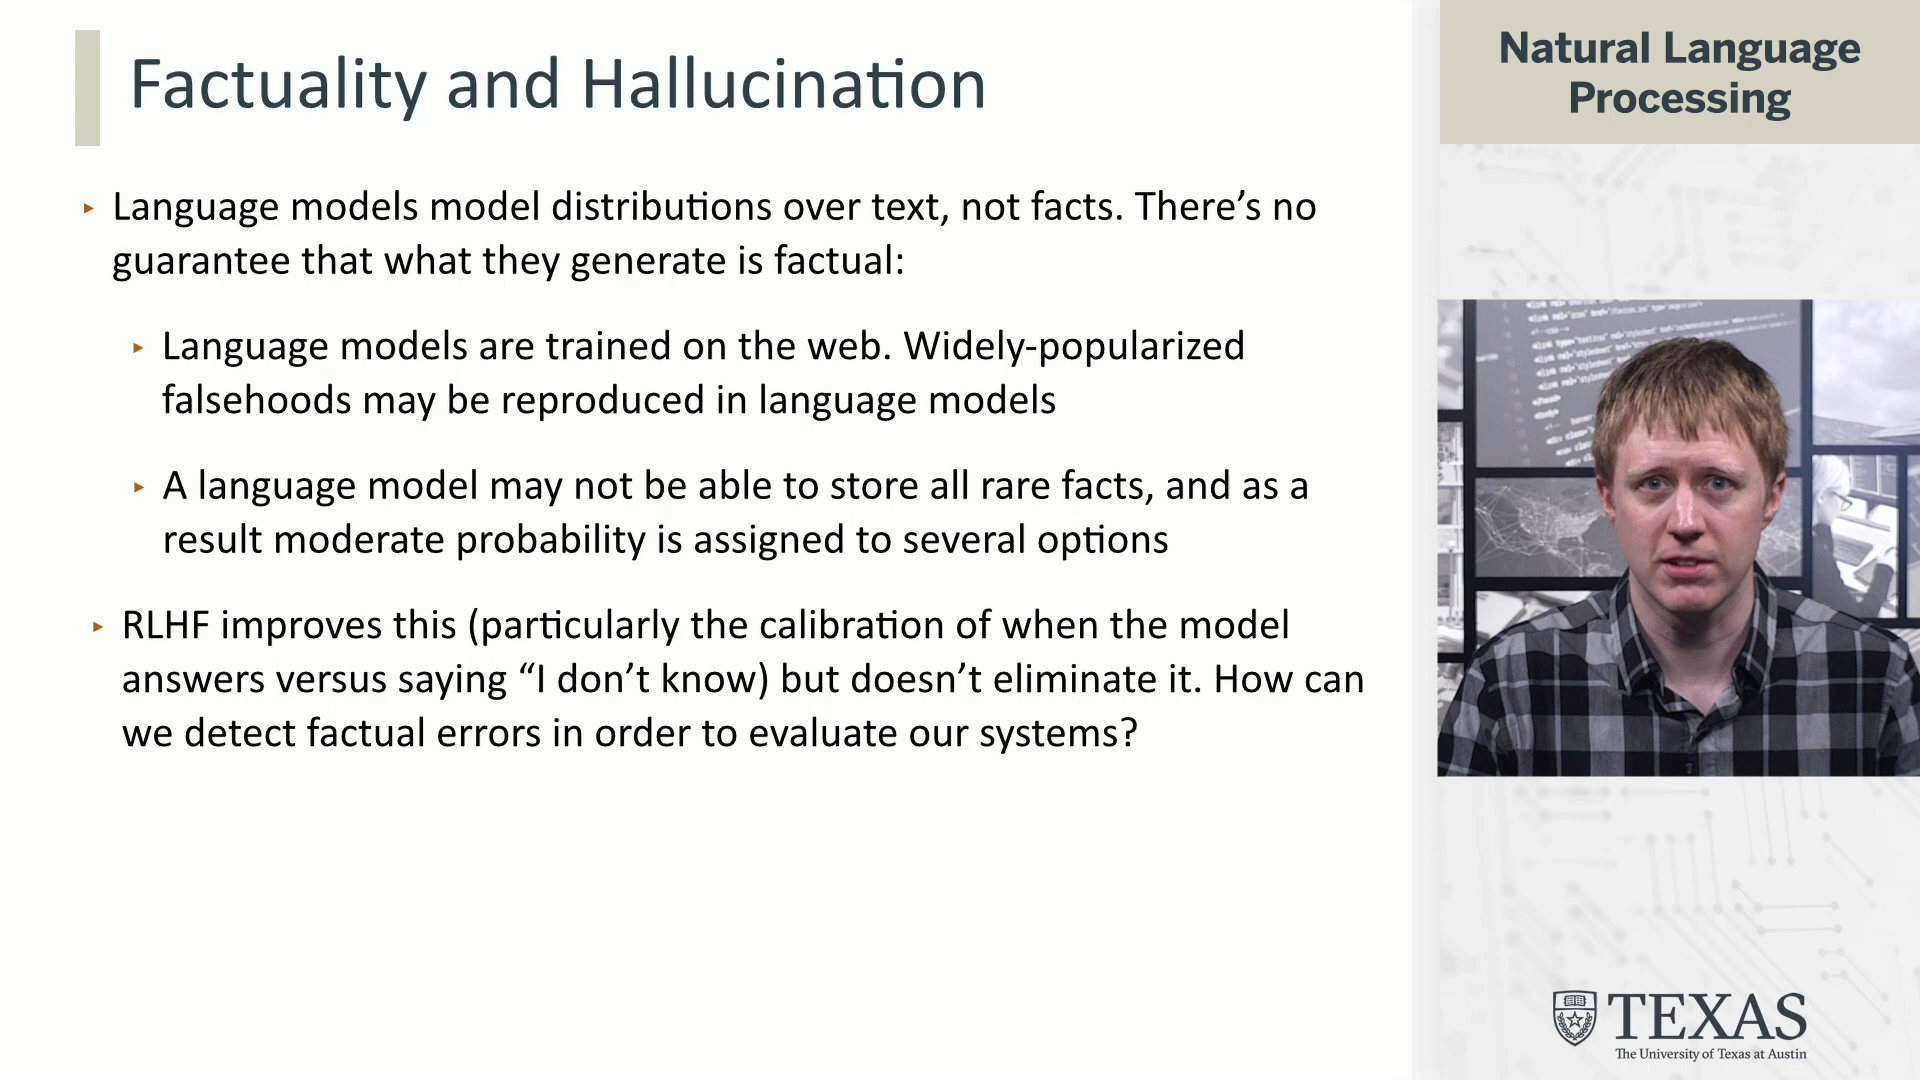 Factuality and Hallucination
Language models model distributions over text, not facts. There’s no
guarantee that what they generate is factual:
Language models are trained on the web. Widely-popularized
falsehoods may be reproduced in language models
A language model may not be able to store all rare facts, and as a
result moderate probability is assigned to several options
RLHF improves this (particularly the calibration of when the model
answers versus saying “I don’t know) but doesn’t eliminate it. How can
we detect factual errors in order to evaluate our systems?
Natural Language
Processing
TEXAS
The University of Texas at Austin